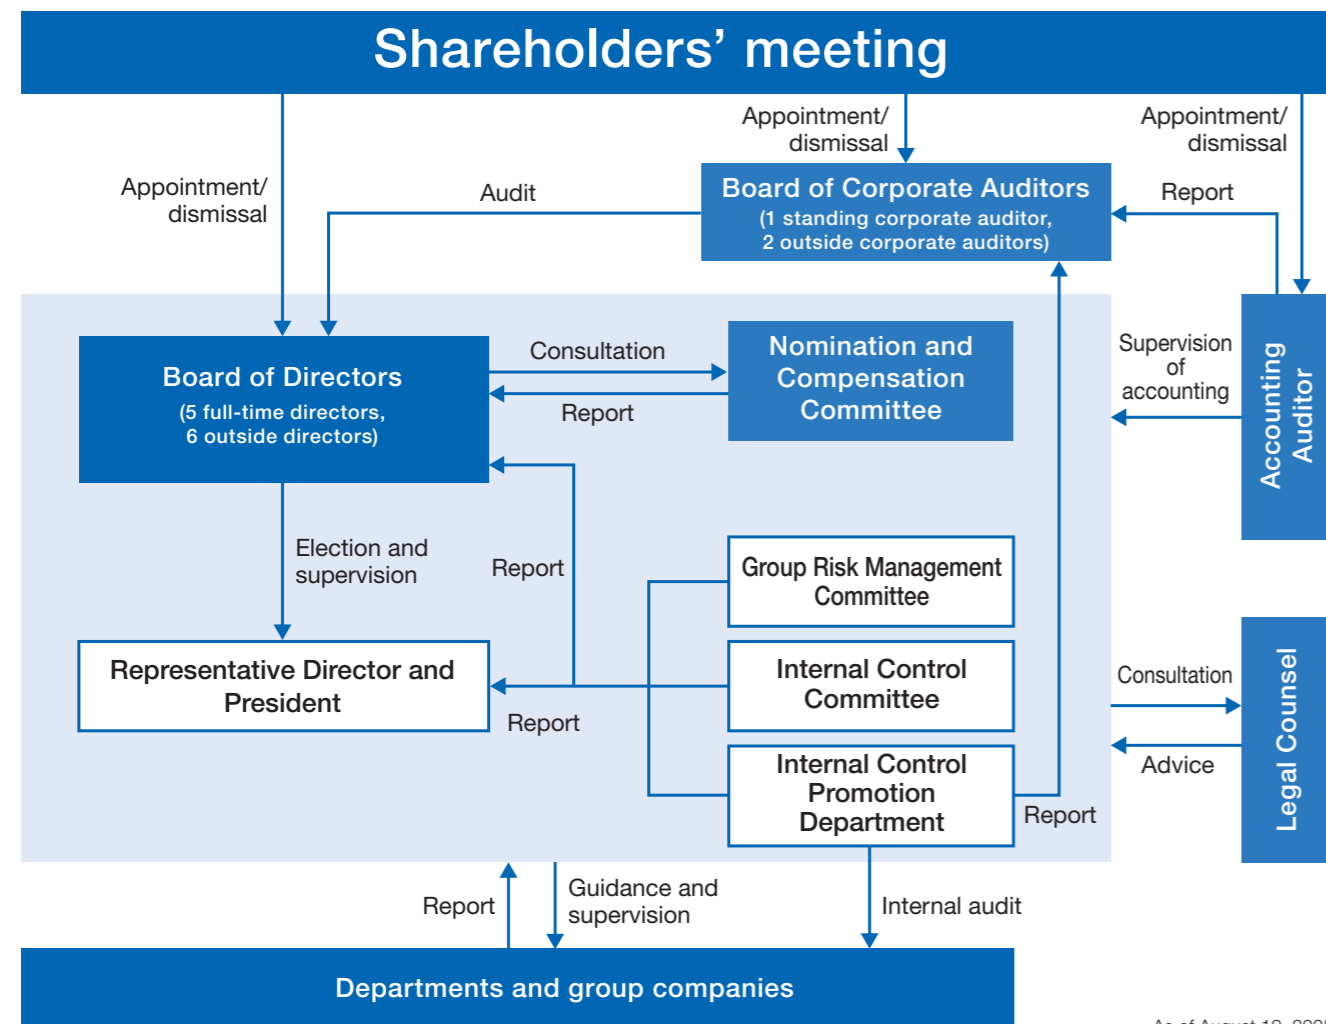 Shareholders’ meeting
Appointment/
dismissal
Appointment/
dismissal
Appointment/
dismissal
Audit
Board of Corporate Auditors
(1 standing corporate auditor,
2 outside corporate auditors)
Report
Board of Directors
(5 full-time directors,
6 outside directors)
Consultation
Report
Nomination and
Compensation
Committee
Supervision
of
accounting
Accounting
Auditor
Election and
supervision
Report
Group Risk Management
Committee
Representative Director and
President
Report
Internal Control
Committee
Internal Control
Promotion
Department
Report
Consultation
Advice
Legal Counsel
Report
Guidance and
supervision
Internal audit
Departments and group companies
As of August